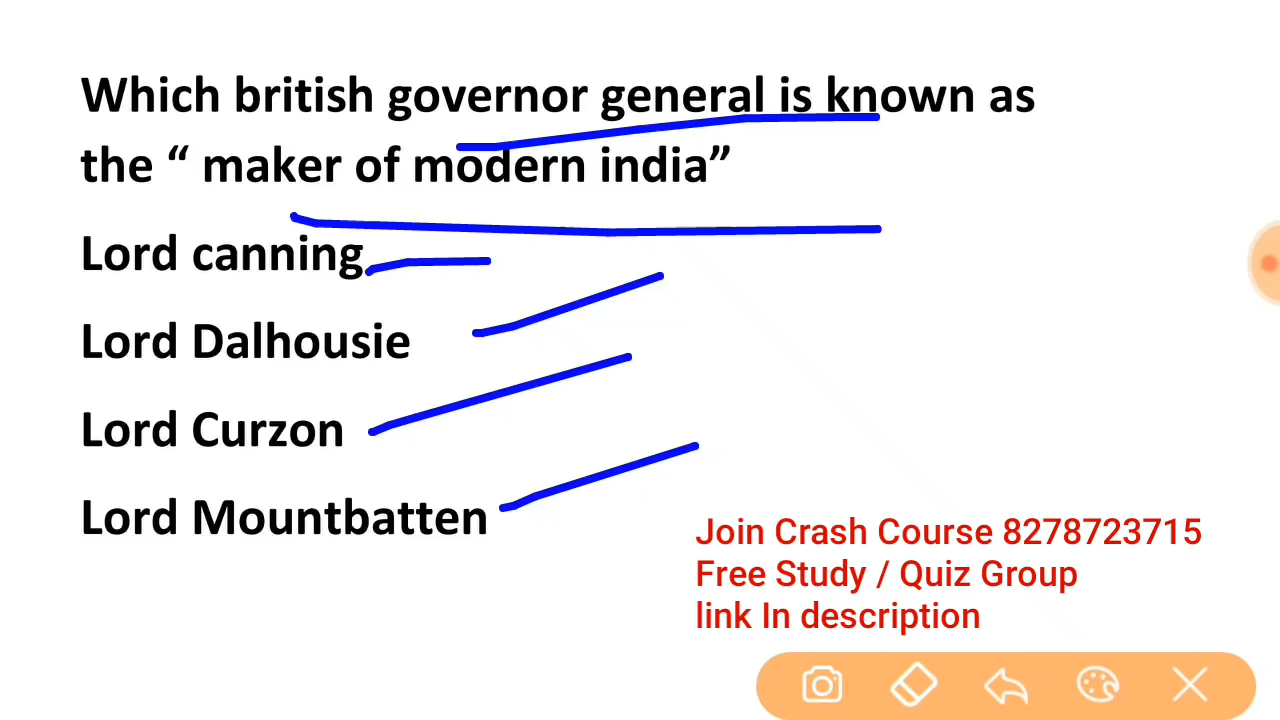 Which british governor general is known as
the “ maker of modern india”
Lord canning
Lord Dalhousie
Lord Curzon
Lord Mountbatten
Join Crash Course 8278723715
Free Study / Quiz Group
link In description